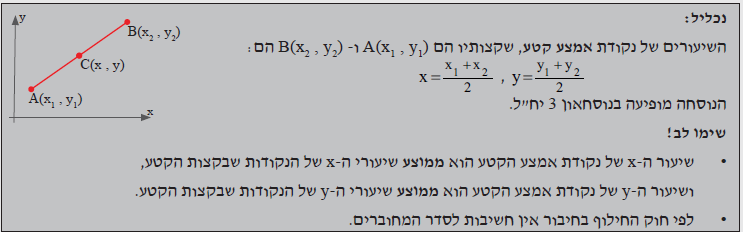 נכליל:
השיעורים של נקודת אמצע קטע, שקצותיו הם A(x₁ , y₁) ו- B(x₂ , y₂) הם:
x = (x₁ + x₂)/2 , y = (y₁ + y₂)/2
הנוסחה מופיעה בנוסחאון 3 יח״ל.
שימו לב!
• שיעור ה-x של נקודת אמצע הקטע הוא ממוצע שיעורי ה-x של הנקודות שבקצות הקטע,
ושיעור ה-y של נקודת אמצע הקטע הוא ממוצע שיעורי ה-y של הנקודות שבקצות הקטע.
• לפי חוק החילוף בחיבור אין חשיבות לסדר המחוברים.
y
B(x₂ , y₂)
C(x , y)
A(x₁ , y₁)
x